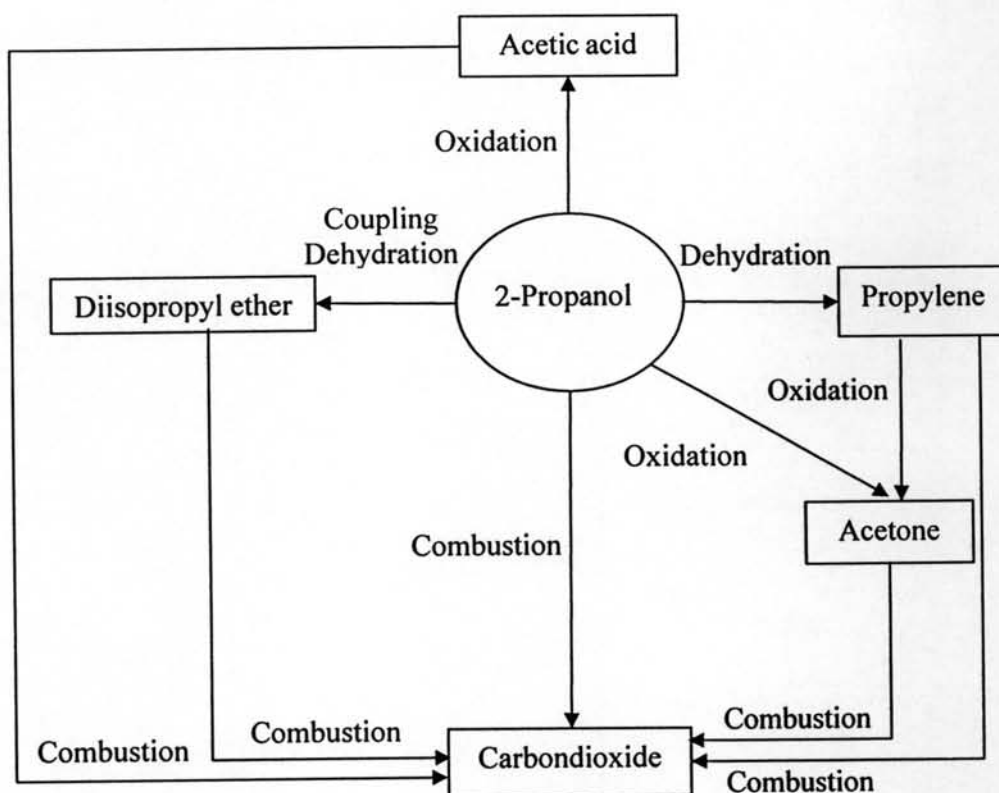 Acetic acid
Oxidation
Coupling
Dehydration
Dehydration
Diisopropyl ether
2-Propanol
Propylene
Oxidation
Oxidation
Acetone
Combustion
Combustion
Combustion
Combustion
Carbondioxide
Combustion